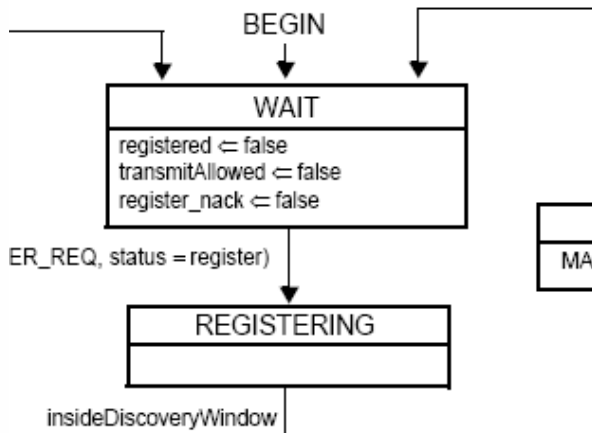 BEGIN
WAIT
registered ⇐ false
transmitAllowed ⇐ false
register_nack ⇐ false
ER_REQ, status = register)
MA
REGISTERING
insideDiscoveryWindow